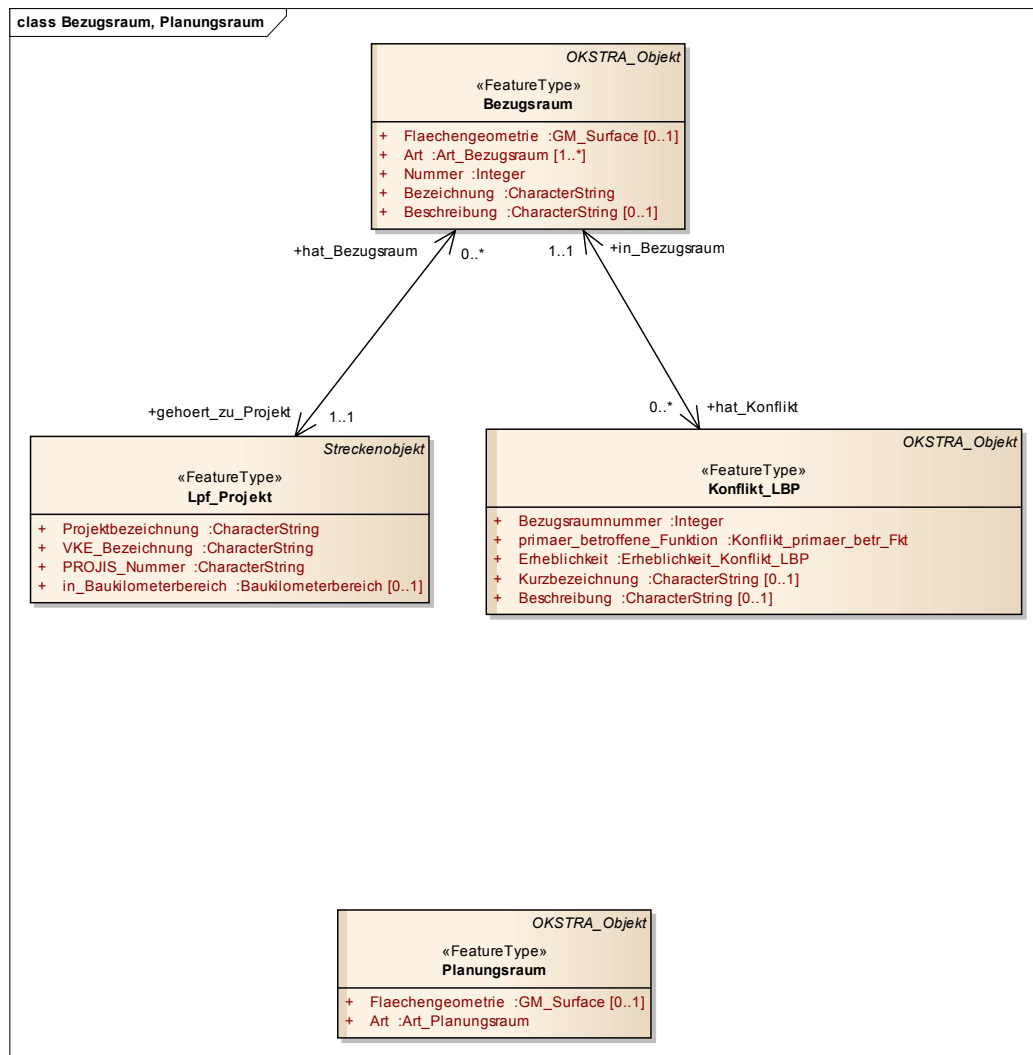 class Bezugsraum, Planungsraum
OKSTRA_Objekt
«FeatureType»
Bezugsraum
+ Flaechengeometrie :GM_Surface [0..1]
+ Art :Art_Bezugsraum [1..*]
+ Nummer :Integer
+ Bezeichnung :CharacterString
+ Beschreibung :CharacterString [0..1]
+hat_Bezugsraum 0..* 1..1 +in_Bezugsraum
+gehoert_zu_Projekt 1..1 0..* +hat_Konflikt
Streckenobjekt
«FeatureType»
Lpf_Projekt
+ Projektbezeichnung :CharacterString
+ VKE_Bezeichnung :CharacterString
+ PROJIS_Nummer :CharacterString
+ in_Baukilometerbereich :Baukilometerbereich [0..1]
OKSTRA_Objekt
«FeatureType»
Konflikt_LBP
+ Bezugsraumnummer :Integer
+ primaer_betroffene_Funktion :Konflikt_primaer_betr_Fkt
+ Erheblichkeit :Erheblichkeit_Konflikt_LBP
+ Kurzbezeichnung :CharacterString [0..1]
+ Beschreibung :CharacterString [0..1]
OKSTRA_Objekt
«FeatureType»
Planungsraum
+ Flaechengeometrie :GM_Surface [0..1]
+ Art :Art_Planungsraum